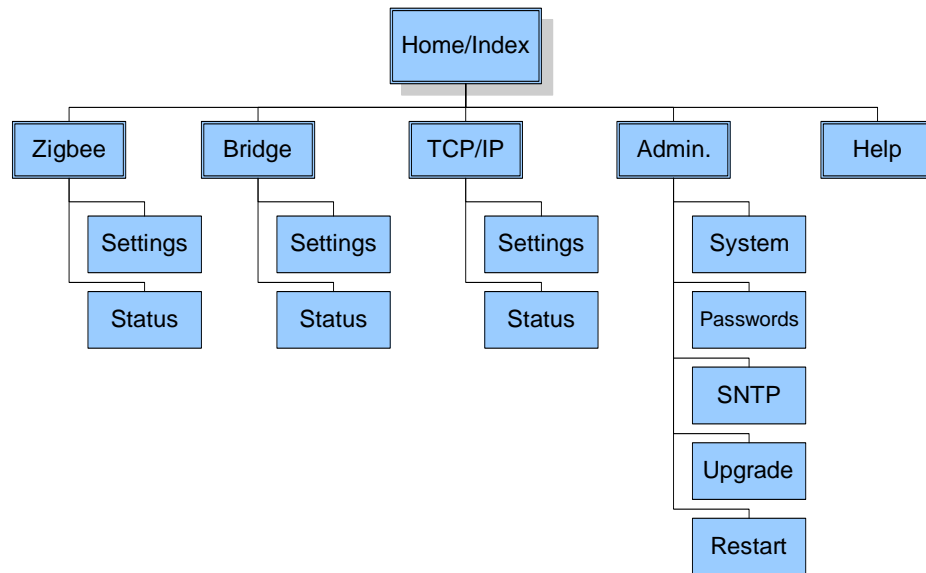 Home/Index
Zigbee
Bridge
TCP/IP
Admin.
Help
Settings
Settings
Settings
System
Status
Status
Status
Passwords
SNTP
Upgrade
Restart